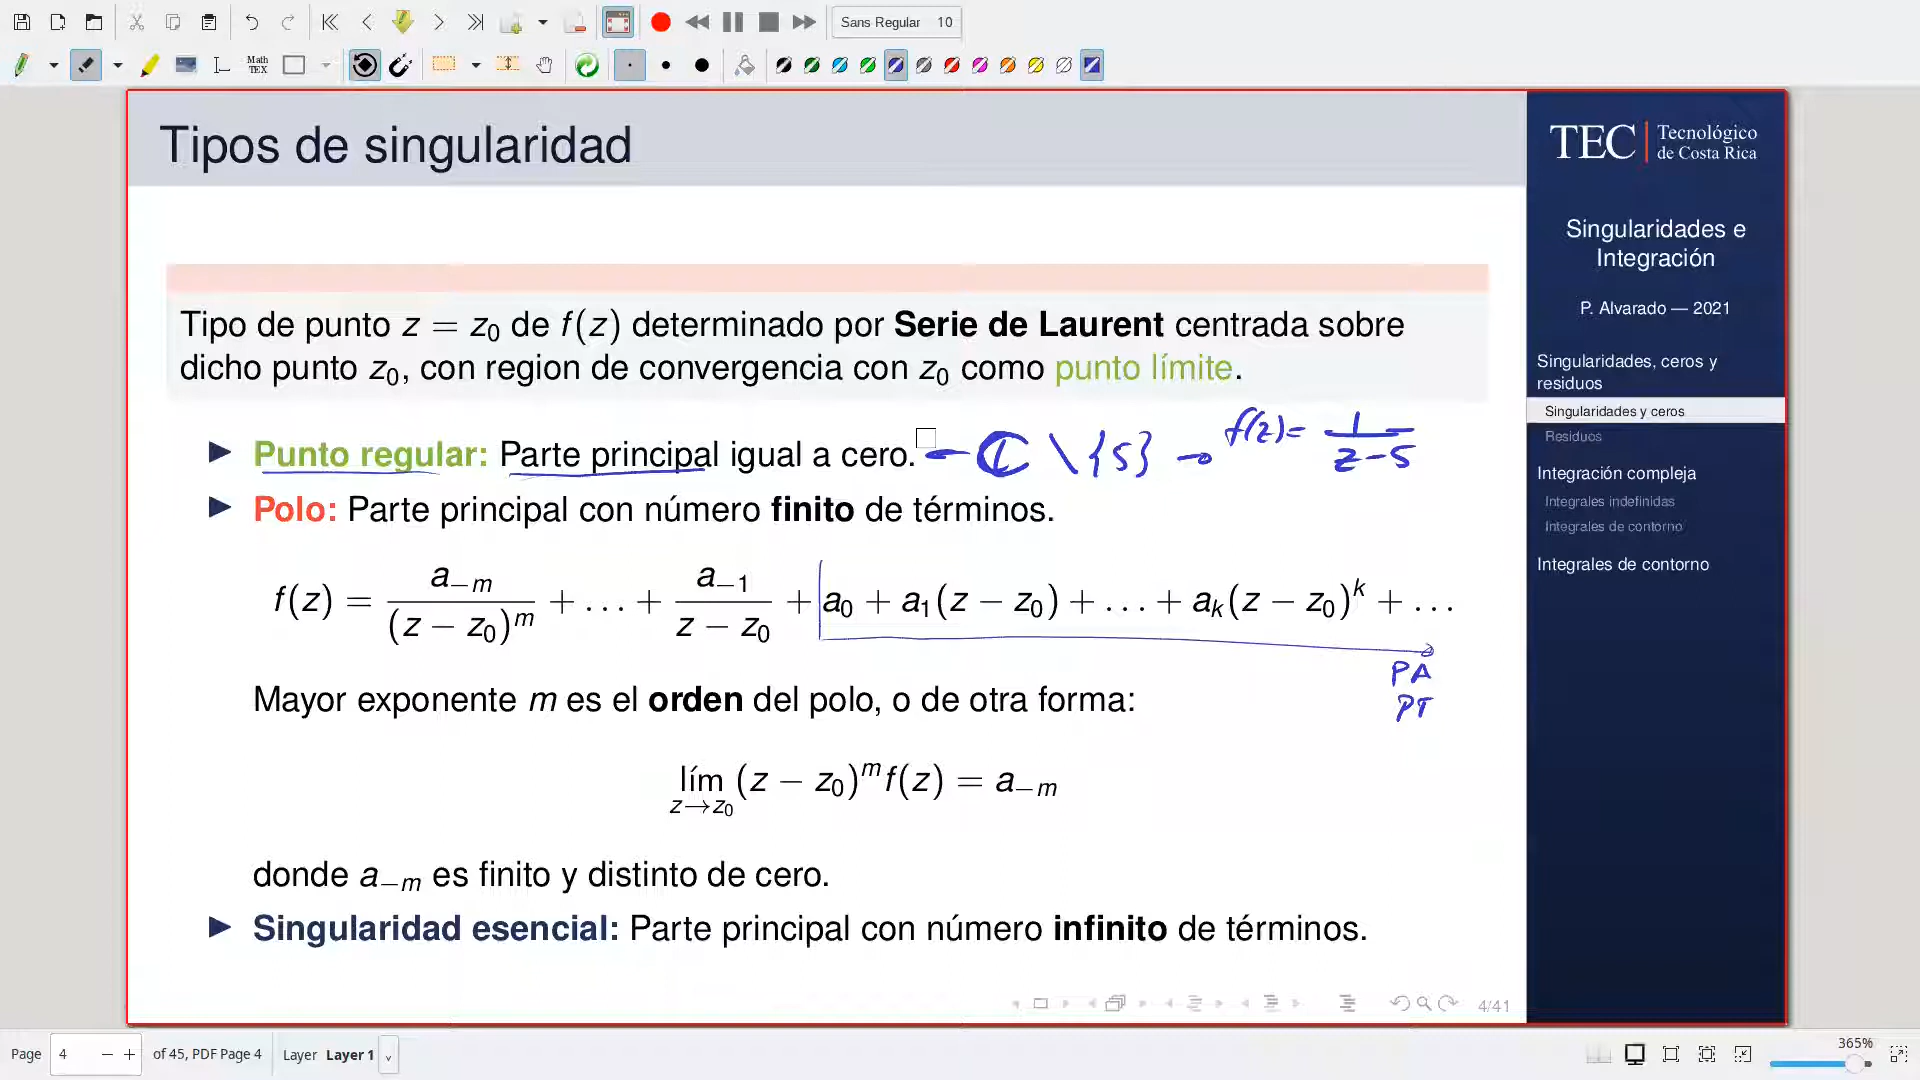 Sans Regular 10
Math
TEX
Tipos de singularidad
TEC Tecnológico
de Costa Rica
Singularidades e
Integración
P. Alvarado — 2021
Singularidades, ceros y
residuos
Singularidades y ceros
Residuos
Integración compleja
Integrales indefinidas
Integrales de contorno
Integrales de contorno
Tipo de punto z = z₀ de f(z) determinado por Serie de Laurent centrada sobre
dicho punto z₀, con region de convergencia con z₀ como punto límite.
Punto regular: Parte principal igual a cero. ℂ \ {5} → f(z) = 1/(z-5)
Polo: Parte principal con número finito de términos.
f(z) = a₋ₘ/(z − z₀)ᵐ + … + a₋₁/(z − z₀) + a₀ + a₁(z − z₀) + … + aₖ(z − z₀)ᵏ + …
PA
PT
Mayor exponente m es el orden del polo, o de otra forma:
lím z→z₀ (z − z₀)ᵐ f(z) = a₋ₘ
donde a₋ₘ es finito y distinto de cero.
Singularidad esencial: Parte principal con número infinito de términos.
4/41
Page 4 of 45, PDF Page 4 Layer Layer 1 365%